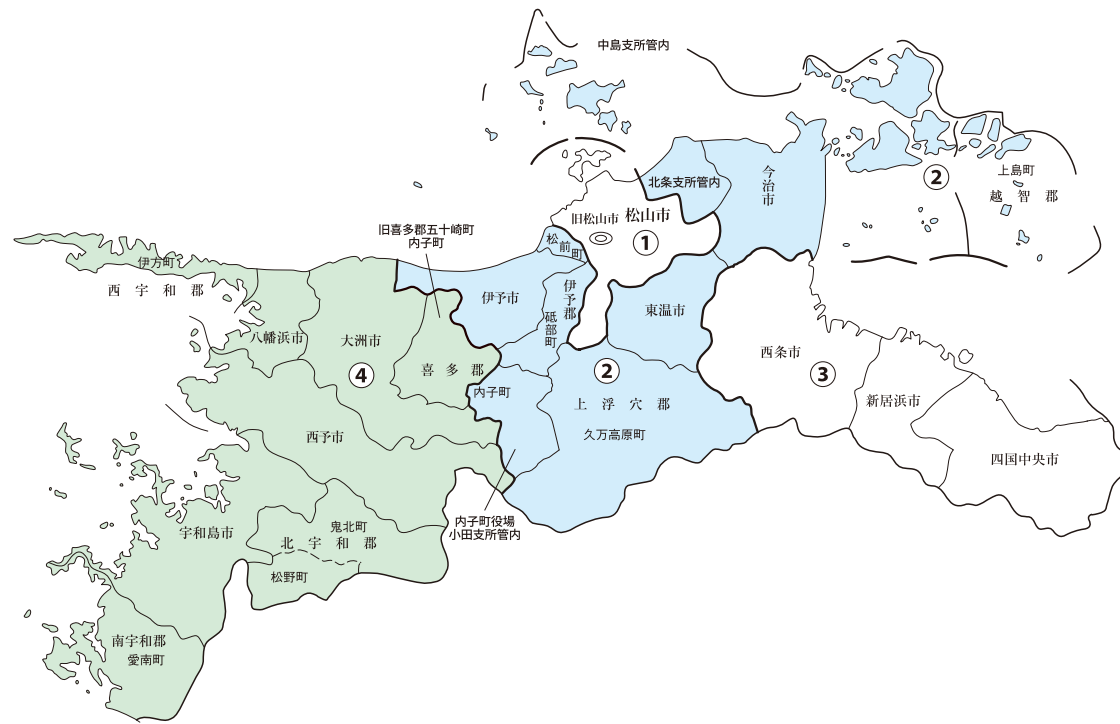 中島支所管内
北条支所管内
今治市
②
上島町
越智郡
旧松山市
松山市
①
旧喜多郡五十崎町
内子町
松前町
伊方町
西宇和郡
伊予市
伊予郡
砥部町
東温市
八幡浜市
大洲市
④
喜多郡
内子町
②
上浮穴郡
久万高原町
西条市
③
新居浜市
四国中央市
西予市
内子町役場
小田支所管内
宇和島市
鬼北町
北宇和郡
松野町
南宇和郡
愛南町